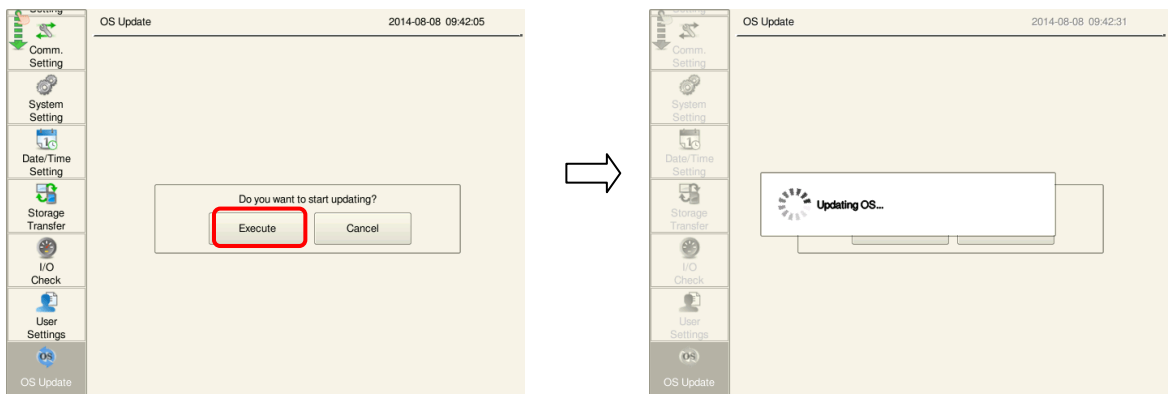 Setting
OS Update 2014-08-08 09:42:05
Comm.
Setting
System
Setting
Date/Time
Setting
Storage
Transfer
I/O
Check
User
Settings
OS
OS Update
Do you want to start updating?
Execute Cancel
Setting
OS Update 2014-08-08 09:42:31
Comm.
Setting
System
Setting
Date/Time
Setting
Storage
Transfer
I/O
Check
User
Settings
OS
OS Update
Updating OS...